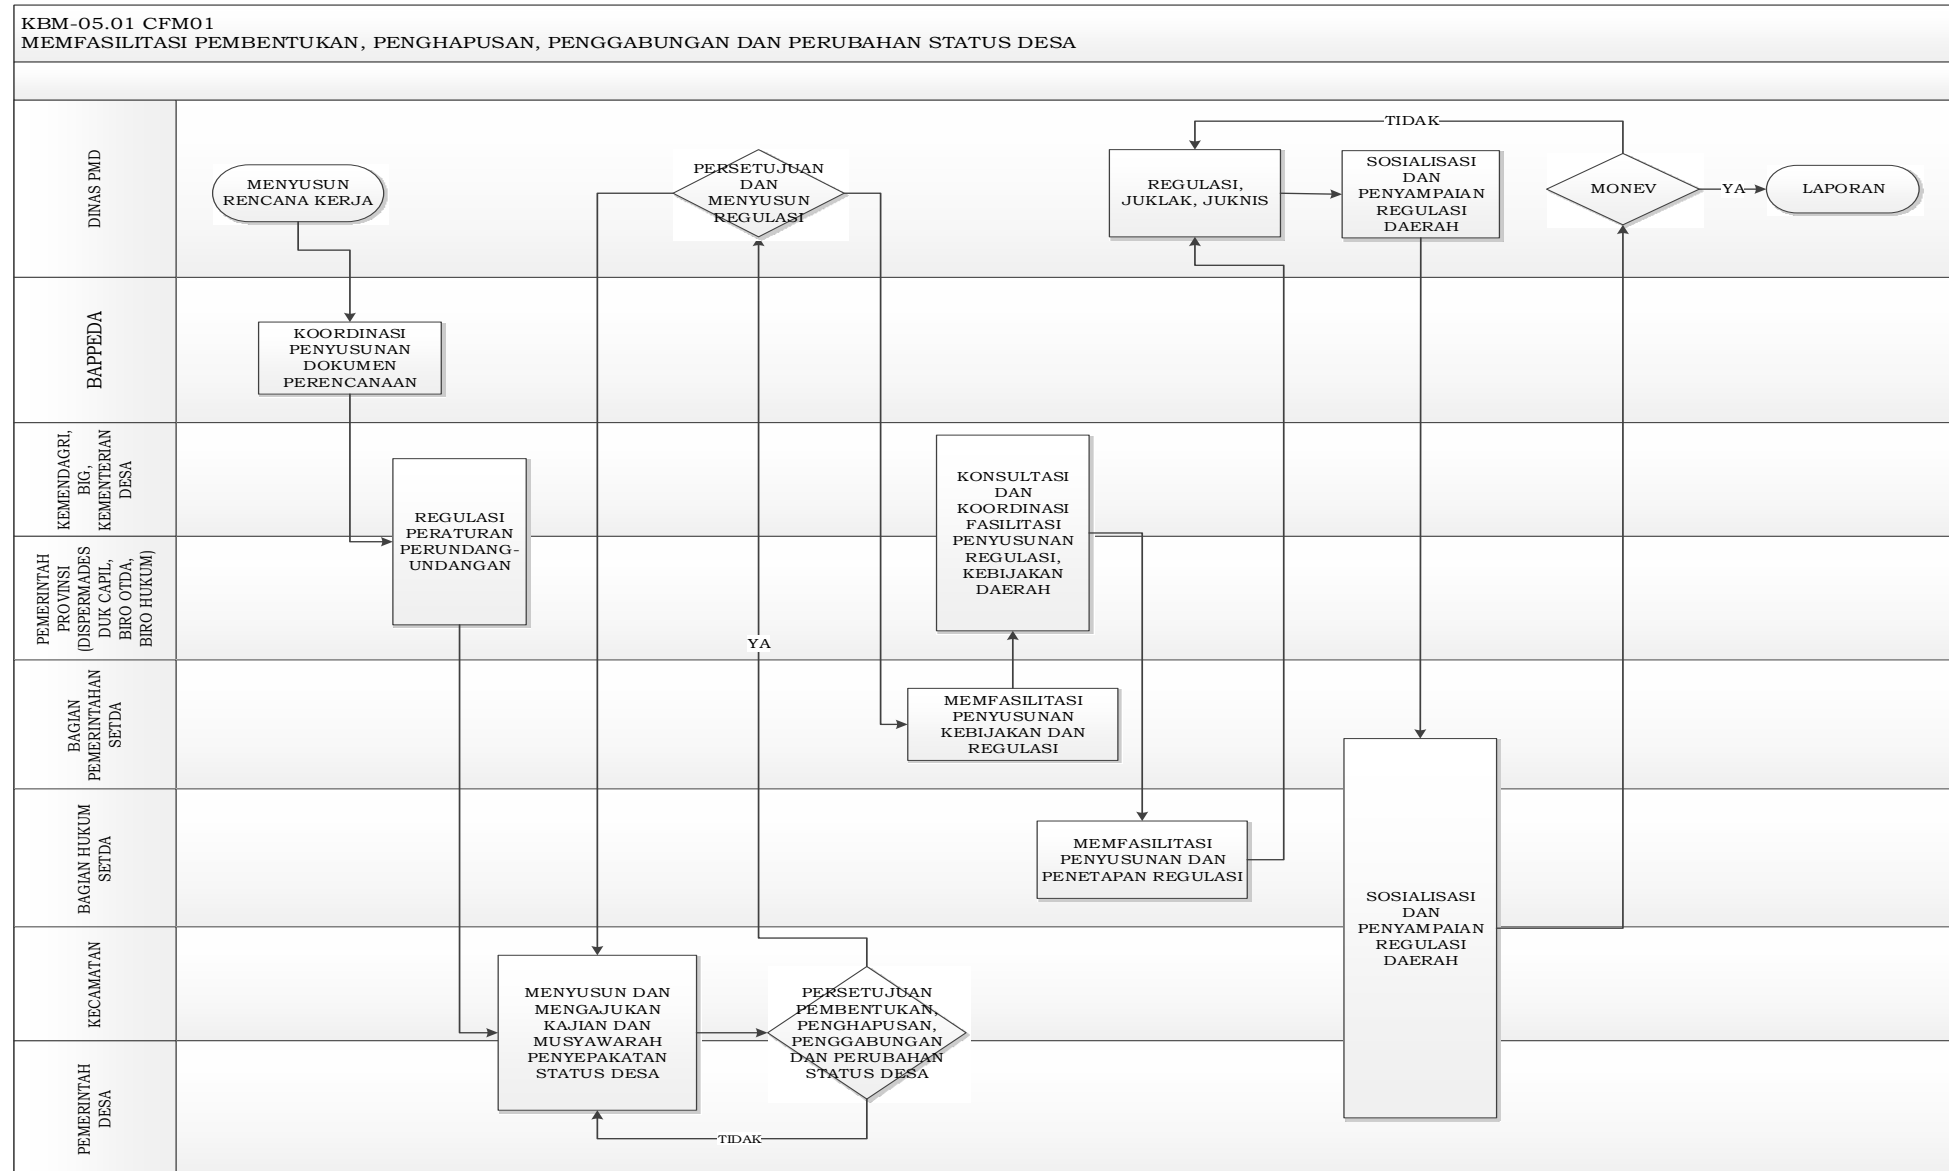 KBM-05.01 CFM01
MEMFASILITASI PEMBENTUKAN, PENGHAPUSAN, PENGGABUNGAN DAN PERUBAHAN STATUS DESA
DINAS PMD
MENYUSUN
RENCANA KERJA
PERSETUJUAN
DAN
MENYUSUN
REGULASI
REGULASI,
JUKLAK, JUKNIS
TIDAK
SOSIALISASI
DAN
PENYAMPAIAN
REGULASI
DAERAH
MONEV
YA
LAPORAN
BAPPEDA
KOORDINASI
PENYUSUNAN
DOKUMEN
PERENCANAAN
KEMENDAGRI,
BIG,
KEMENTERIAN
DESA
REGULASI
PERATURAN
PERUNDANG-
UNDANGAN
KONSULTASI
DAN
KOORDINASI
FASILITASI
PENYUSUNAN
REGULASI,
KEBIJAKAN
DAERAH
PEMERINTAH
PROVINSI
(DISPERMADES
DUK CAPIL,
BIRO OTDA,
BIRO HUKUM)
YA
BAGIAN
PEMERINTAHAN
SETDA
MEMFASILITASI
PENYUSUNAN
KEBIJAKAN DAN
REGULASI
BAGIAN HUKUM
SETDA
MEMFASILITASI
PENYUSUNAN DAN
PENETAPAN REGULASI
SOSIALISASI
DAN
PENYAMPAIAN
REGULASI
DAERAH
KECAMATAN
MENYUSUN DAN
MENGAJUKAN
KAJIAN DAN
MUSYAWARAH
PENYEPAKATAN
STATUS DESA
PERSETUJUAN
PEMBENTUKAN,
PENGHAPUSAN,
PENGGABUNGAN
DAN PERUBAHAN
STATUS DESA
PEMERINTAH
DESA
TIDAK